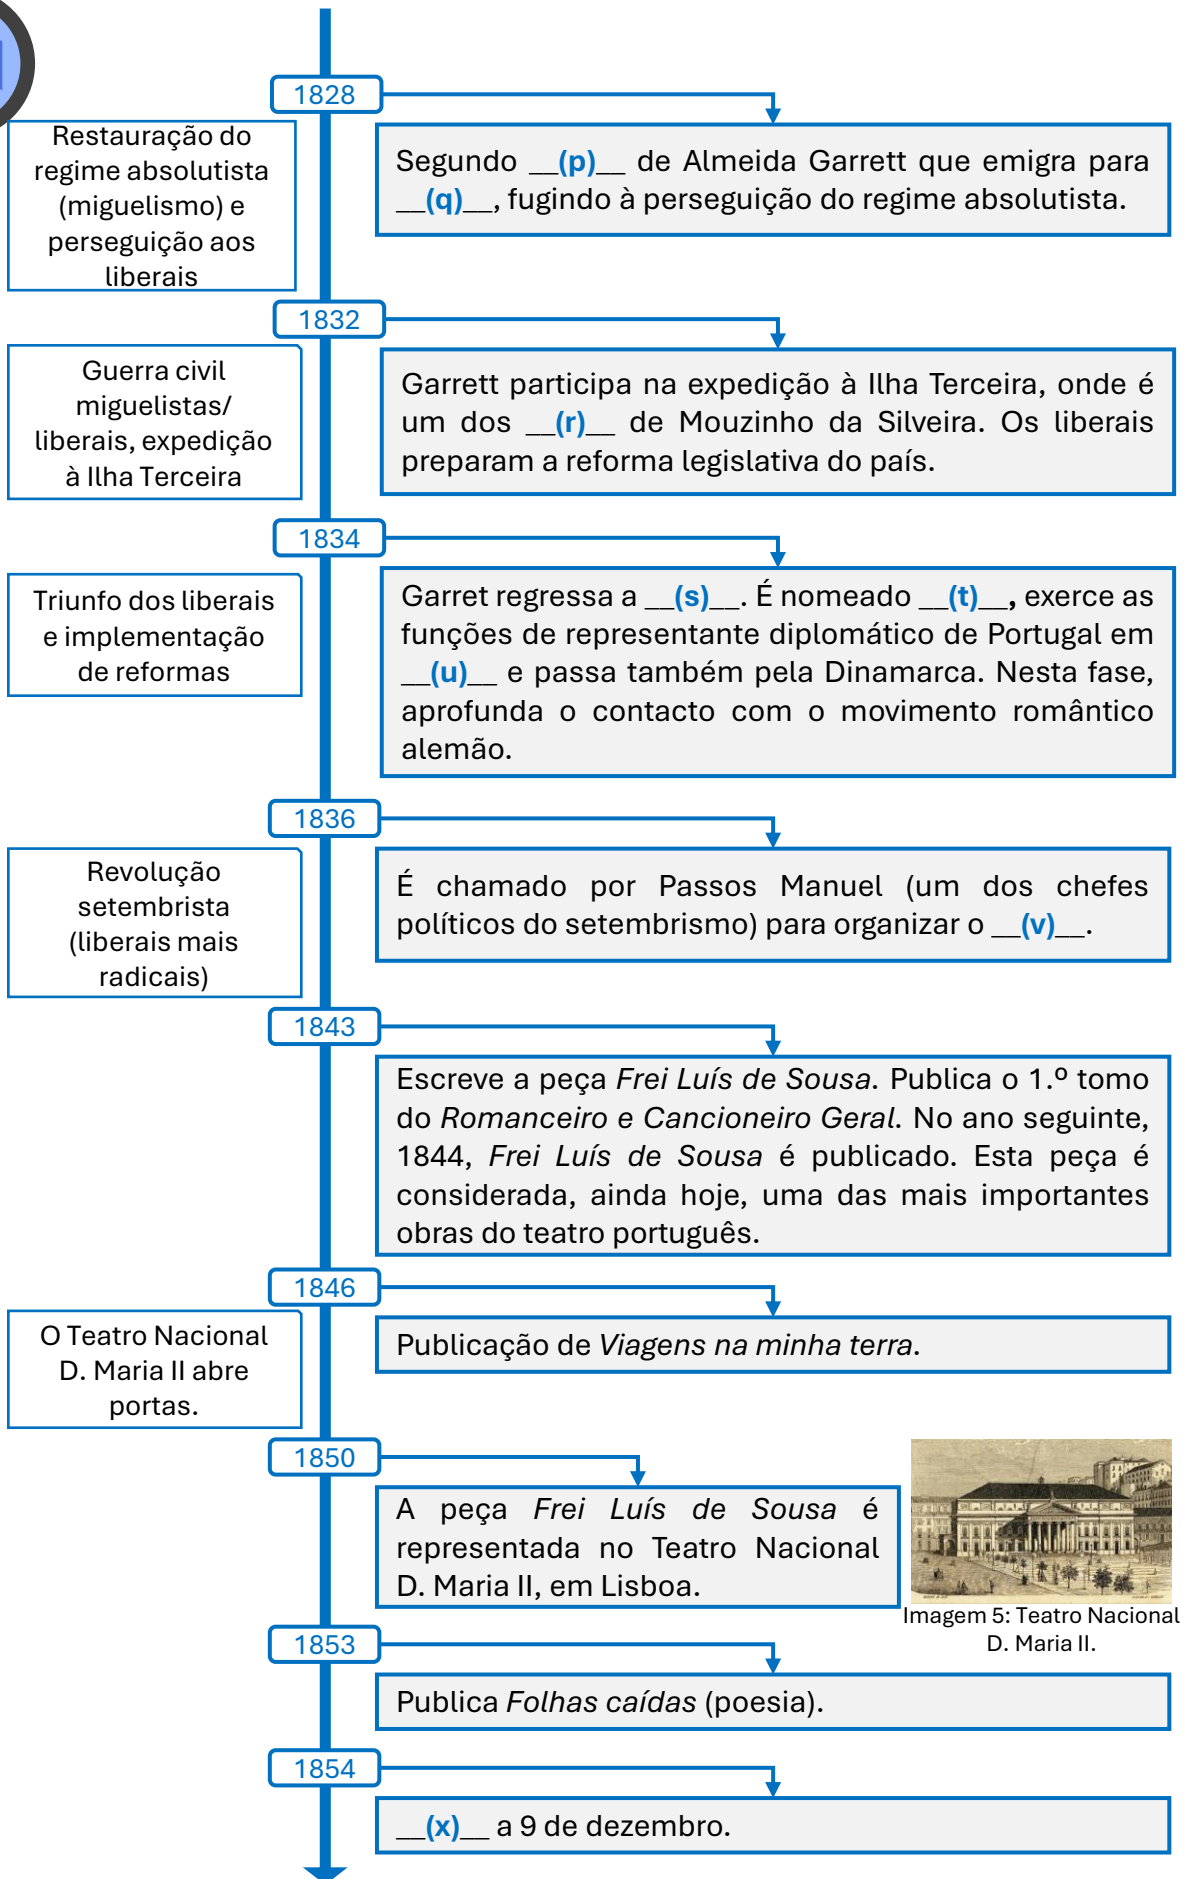 1828
Restauração do
regime absolutista
(miguelismo) e
perseguição aos
liberais
Segundo __(p)__ de Almeida Garrett que emigra para
__(q)__, fugindo à perseguição do regime absolutista.
1832
Guerra civil
miguelistas/
liberais, expedição
à Ilha Terceira
Garrett participa na expedição à Ilha Terceira, onde é
um dos __(r)__ de Mouzinho da Silveira. Os liberais
preparam a reforma legislativa do país.
1834
Triunfo dos liberais
e implementação
de reformas
Garret regressa a __(s)__. É nomeado __(t)__, exerce as
funções de representante diplomático de Portugal em
__(u)__ e passa também pela Dinamarca. Nesta fase,
aprofunda o contacto com o movimento romântico
alemão.
1836
Revolução
setembrista
(liberais mais
radicais)
É chamado por Passos Manuel (um dos chefes
políticos do setembrismo) para organizar o __(v)__.
1843
Escreve a peça Frei Luís de Sousa. Publica o 1.º tomo
do Romanceiro e Cancioneiro Geral. No ano seguinte,
1844, Frei Luís de Sousa é publicado. Esta peça é
considerada, ainda hoje, uma das mais importantes
obras do teatro português.
1846
O Teatro Nacional
D. Maria II abre
portas.
Publicação de Viagens na minha terra.
1850
A peça Frei Luís de Sousa é
representada no Teatro Nacional
D. Maria II, em Lisboa.
Imagem 5: Teatro Nacional
D. Maria II.
1853
Publica Folhas caídas (poesia).
1854
__(x)__ a 9 de dezembro.